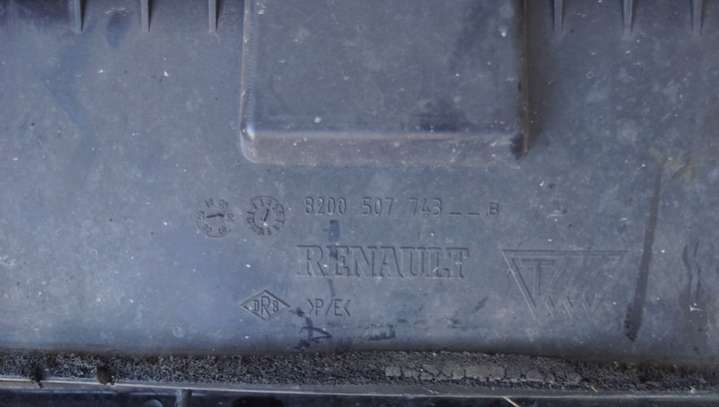 8200 507 743 _ _ B
RENAULT
>P/E<